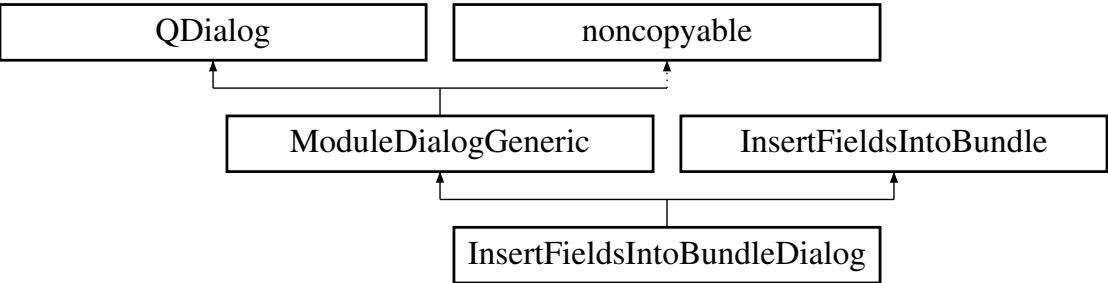 QDialog
noncopyable
ModuleDialogGeneric
InsertFieldsIntoBundle
InsertFieldsIntoBundleDialog